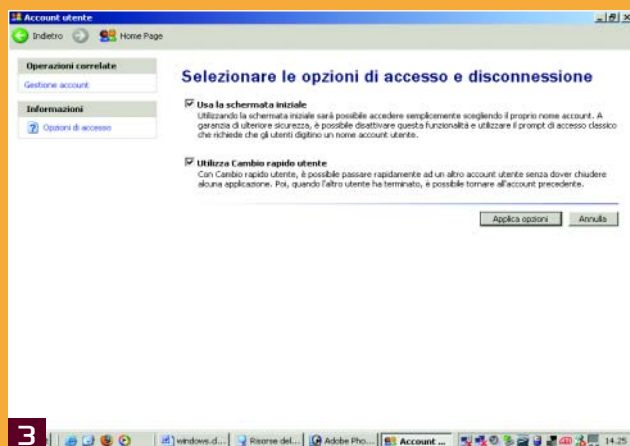 Account utente
Indietro Home Page
Operazioni correlate
Gestione account
Informazioni
Opzioni di accesso
Selezionare le opzioni di accesso e disconnessione
Usa la schermata iniziale
Utilizzando la schermata iniziale sarà possibile accedere semplicemente scegliendo il proprio nome account. A
garanzia di ulteriore sicurezza, è possibile disattivare questa funzionalità e utilizzare il prompt di accesso classico
che richiede che gli utenti digitino un nome account utente.
Utilizza Cambio rapido utente
Con Cambio rapido utente, è possibile passare rapidamente ad un altro account utente senza dover chiudere
alcuna applicazione. Poi, quando l'altro utente ha terminato, è possibile tornare all'account precedente.
Applica opzioni Annulla
3
windows.d... Risorse del... Adobe Pho... Account ... 14.25